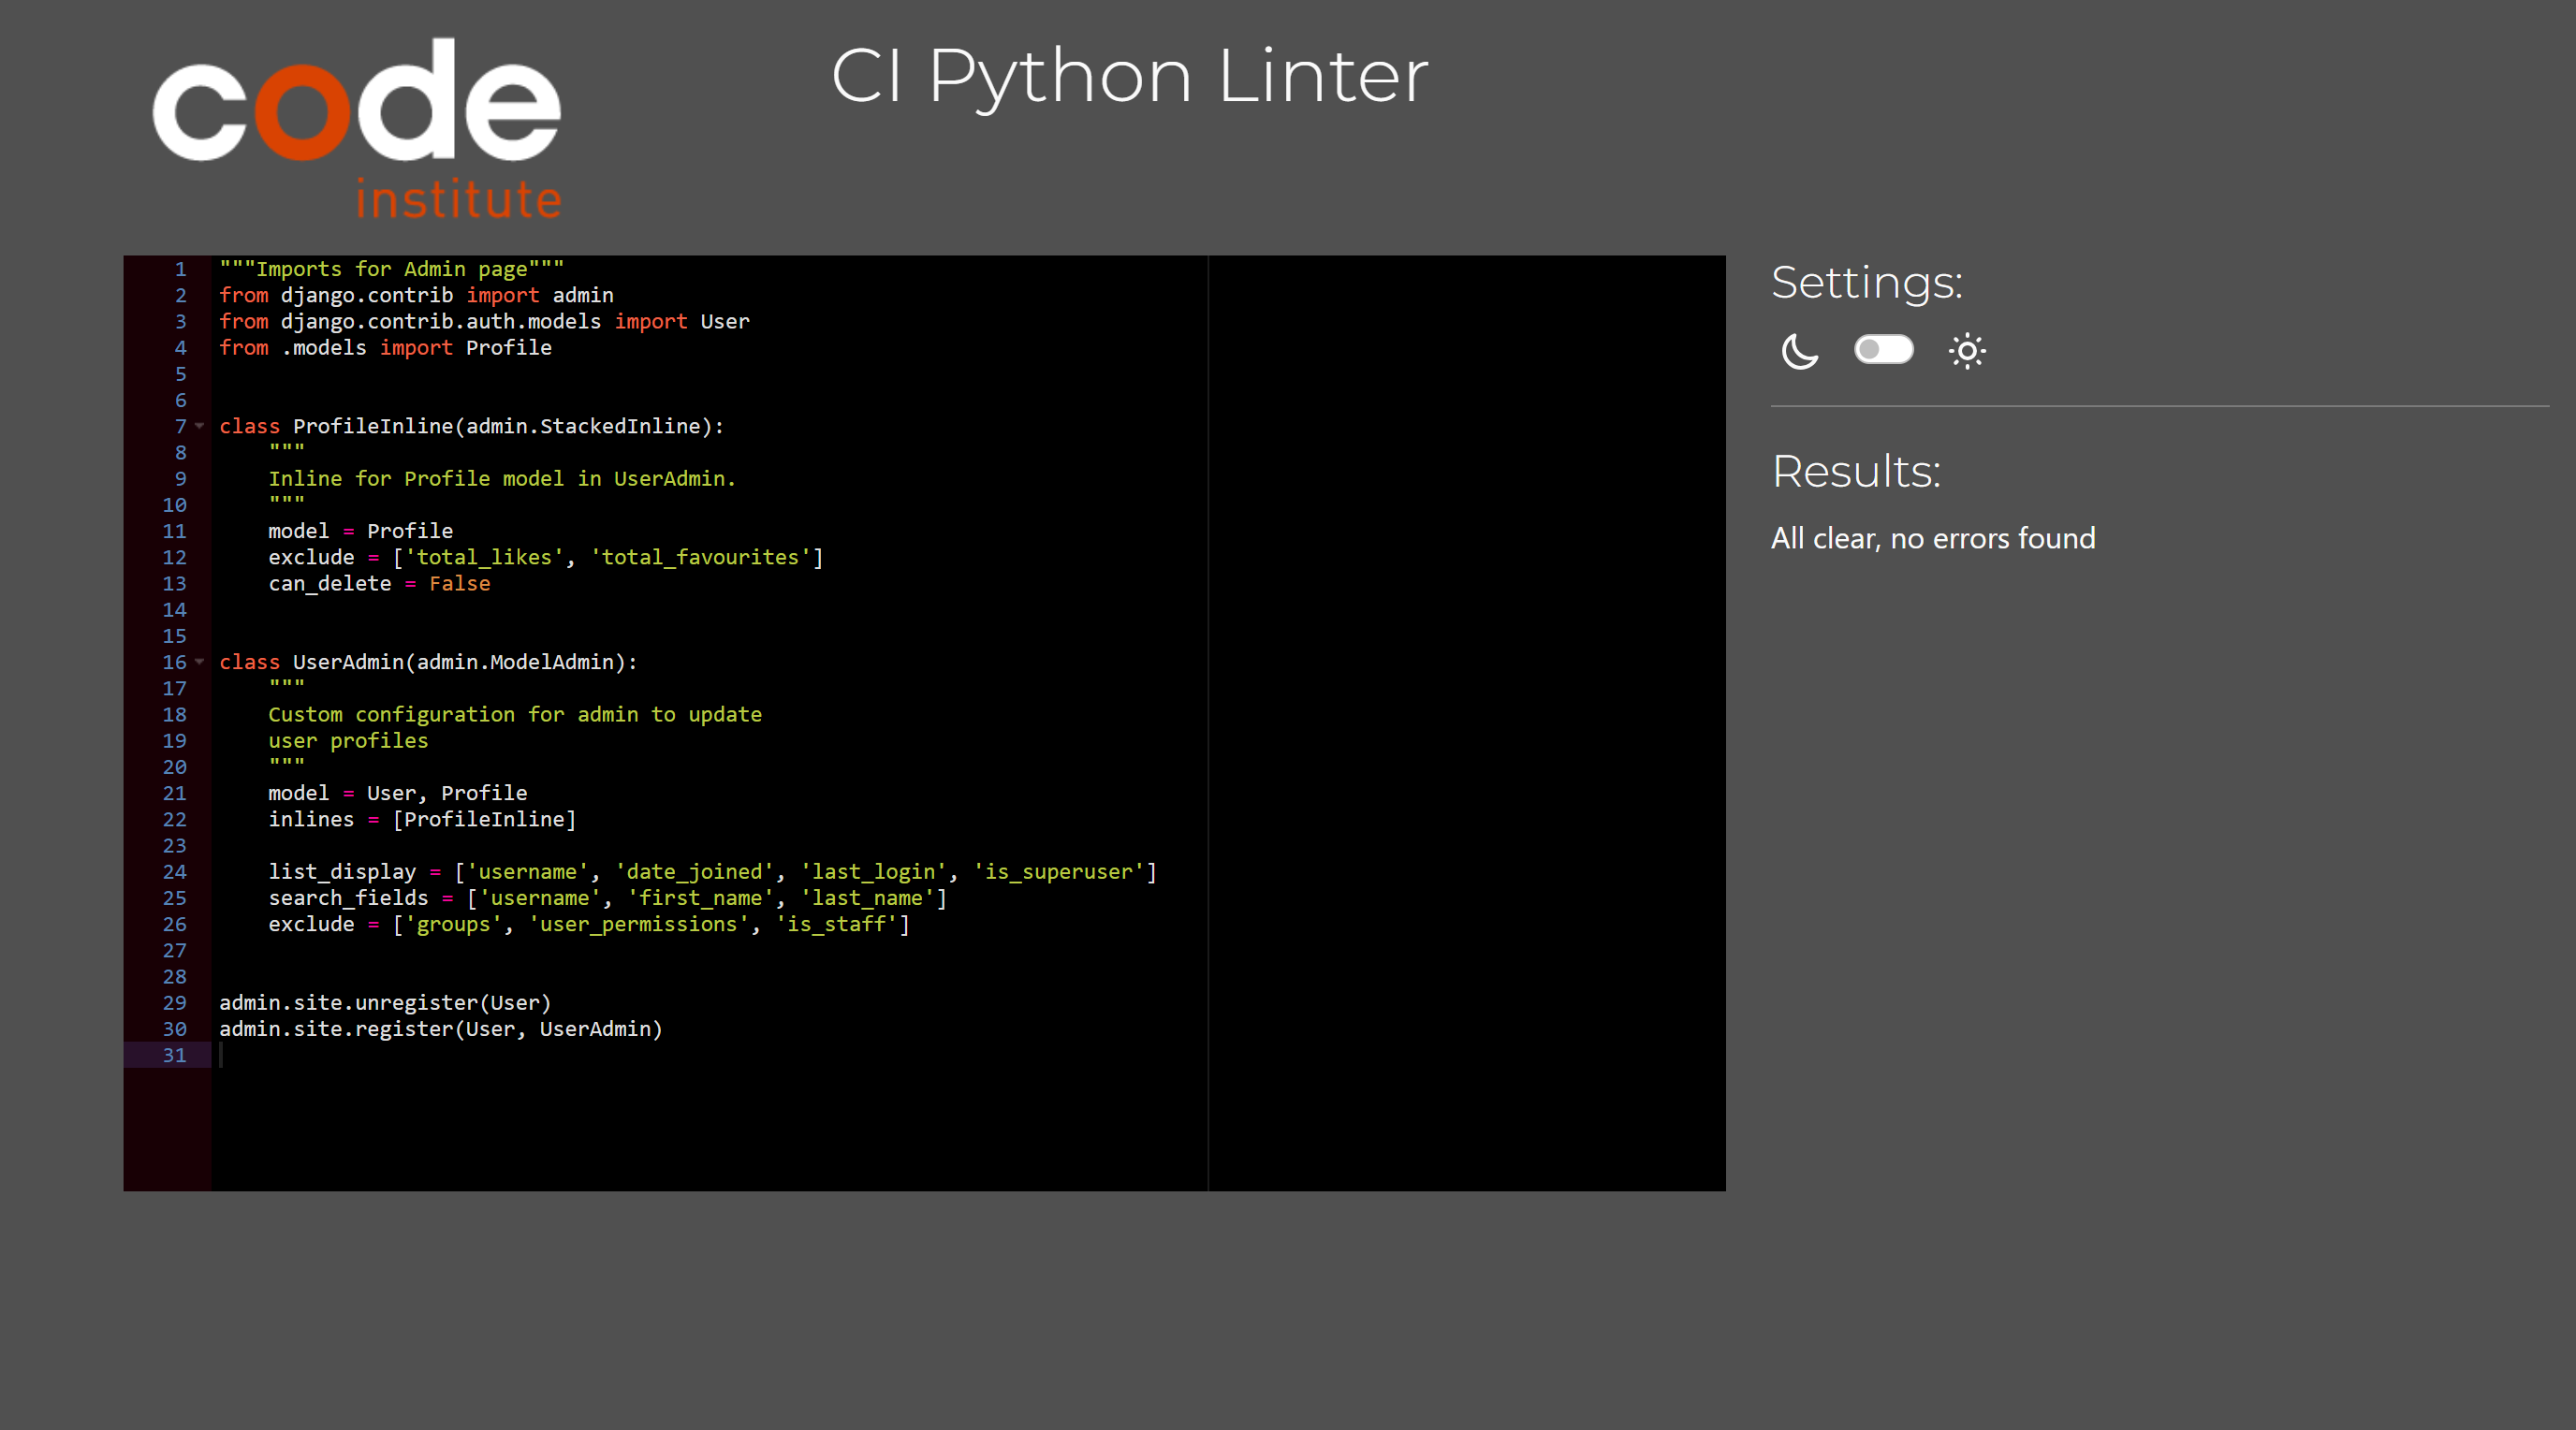 code
institute
CI Python Linter
1 """Imports for Admin page"""
2 from django.contrib import admin
3 from django.contrib.auth.models import User
4 from .models import Profile
5
6
7 class ProfileInline(admin.StackedInline):
8     """
9     Inline for Profile model in UserAdmin.
10     """
11     model = Profile
12     exclude = ['total_likes', 'total_favourites']
13     can_delete = False
14
15
16 class UserAdmin(admin.ModelAdmin):
17     """
18     Custom configuration for admin to update
19     user profiles
20     """
21     model = User, Profile
22     inlines = [ProfileInline]
23
24     list_display = ['username', 'date_joined', 'last_login', 'is_superuser']
25     search_fields = ['username', 'first_name', 'last_name']
26     exclude = ['groups', 'user_permissions', 'is_staff']
27
28
29 admin.site.unregister(User)
30 admin.site.register(User, UserAdmin)
31
Settings:
Results:
All clear, no errors found